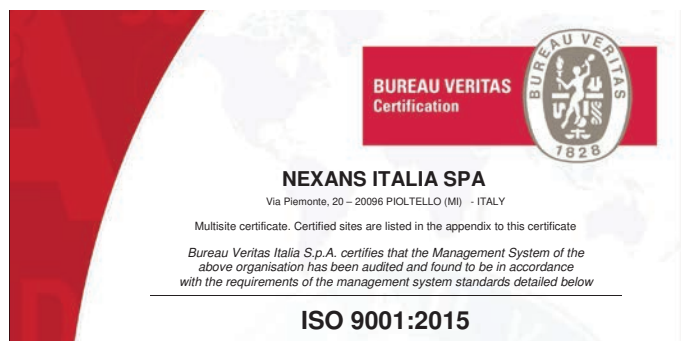 BUREAU VERITAS
Certification
BUREAU VERITAS
1828
NEXANS ITALIA SPA
Via Piemonte, 20 – 20096 PIOLTELLO (MI) - ITALY
Multisite certificate. Certified sites are listed in the appendix to this certificate
Bureau Veritas Italia S.p.A. certifies that the Management System of the
above organisation has been audited and found to be in accordance
with the requirements of the management system standards detailed below
ISO 9001:2015